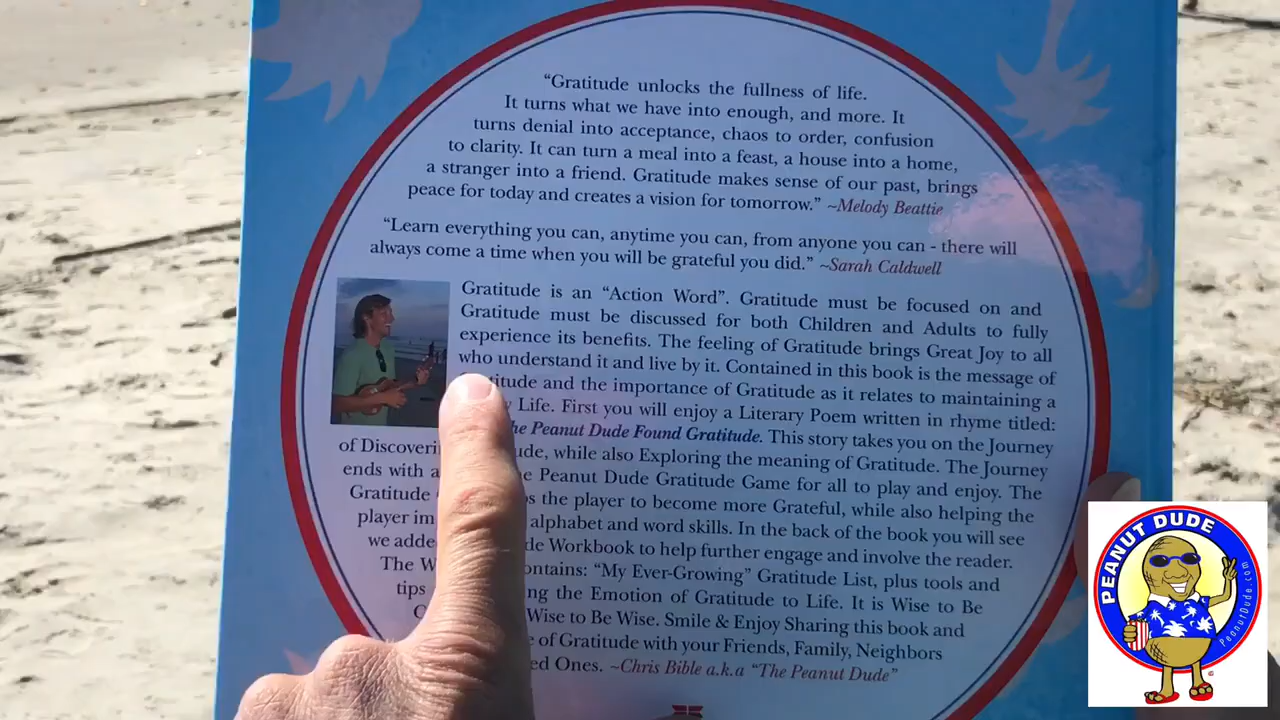 “Gratitude unlocks the fullness of life.
It turns what we have into enough, and more. It
turns denial into acceptance, chaos to order, confusion
to clarity. It can turn a meal into a feast, a house into a home,
a stranger into a friend. Gratitude makes sense of our past, brings
peace for today and creates a vision for tomorrow.” ~Melody Beattie
“Learn everything you can, anytime you can, from anyone you can - there will
always come a time when you will be grateful you did.” ~Sarah Caldwell
Gratitude is an “Action Word”. Gratitude must be focused on and
Gratitude must be discussed for both Children and Adults to fully
experience its benefits. The feeling of Gratitude brings Great Joy to all
who understand it and live by it. Contained in this book is the message of
and the importance of Gratitude as it relates to maintaining a
Life. First you will enjoy a Literary Poem written in rhyme titled:
Peanut Dude Found Gratitude. This story takes you on the Journey
of while also Exploring the meaning of Gratitude. The Journey
ends with a Peanut Dude Gratitude Game for all to play and enjoy. The
Gratitude the player to become more Grateful, while also helping the
player alphabet and word skills. In the back of the book you will see
we Workbook to help further engage and involve the reader.
The “My Ever-Growing” Gratitude List, plus tools and
tips the Emotion of Gratitude to Life. It is Wise to Be
Wise to Be Wise. Smile & Enjoy Sharing this book and
of Gratitude with your Friends, Family, Neighbors
Ones. ~Chris Bible a.k.a “The Peanut Dude”
PEANUT DUDE
PeanutDude.com